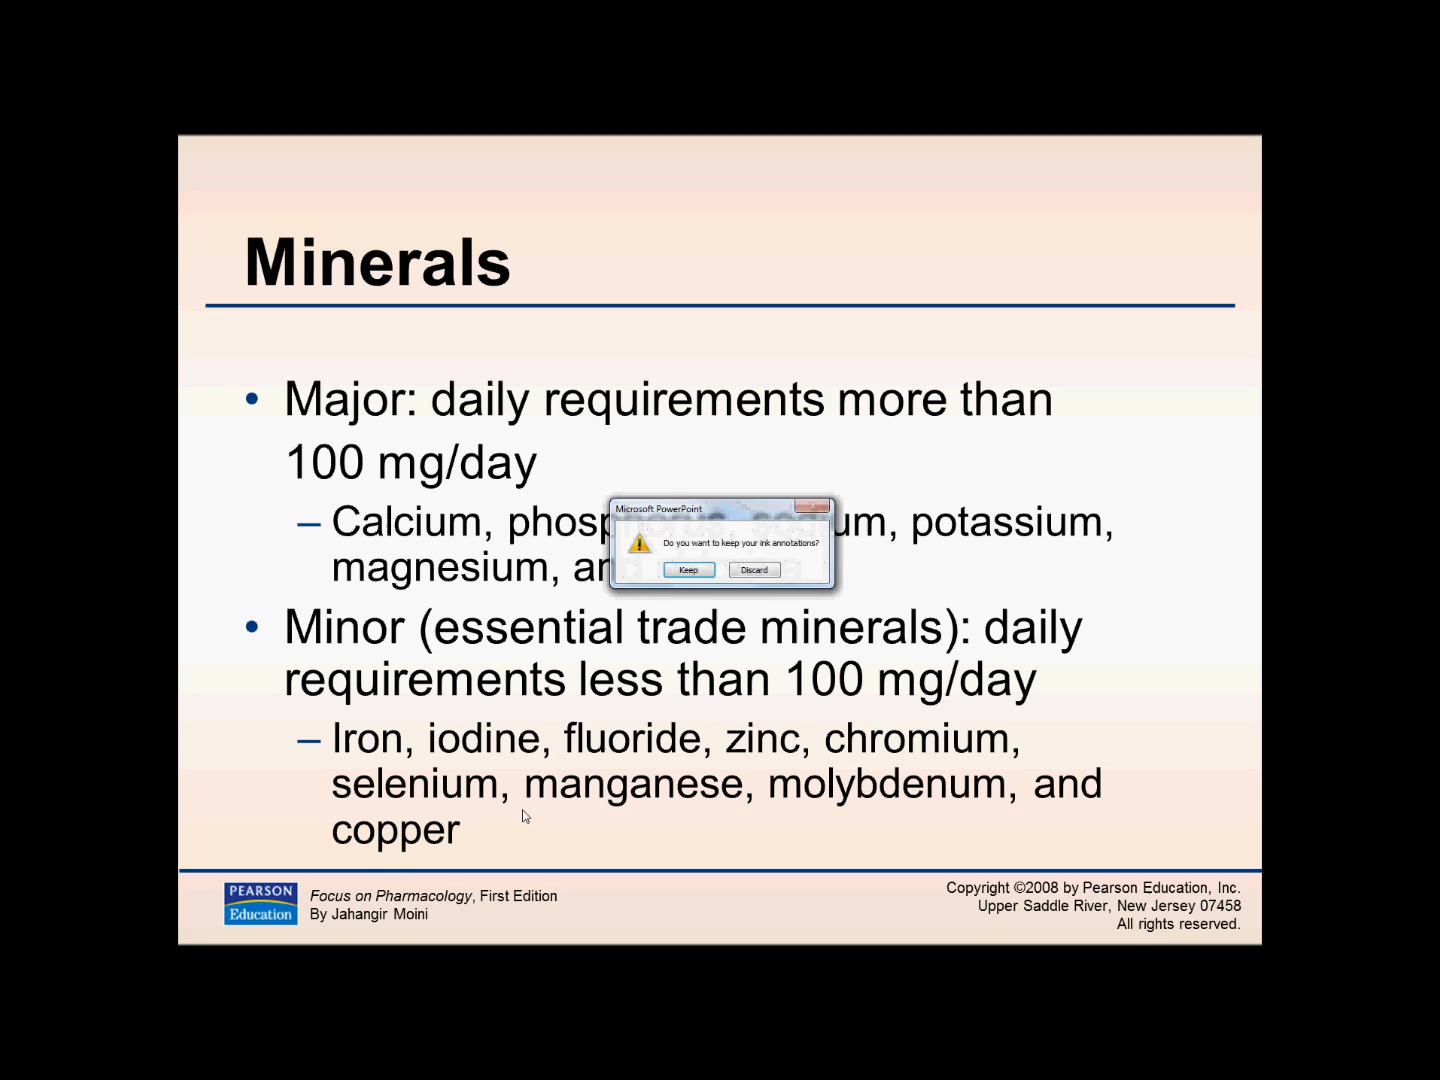 Minerals
• Major: daily requirements more than
100 mg/day
– Calcium, potassium,
magnesium,
Microsoft PowerPoint
Do you want to keep your ink annotations?
Keep Discard
• Minor (essential trade minerals): daily
requirements less than 100 mg/day
– Iron, iodine, fluoride, zinc, chromium,
selenium, manganese, molybdenum, and
copper
PEARSON
Education
Focus on Pharmacology, First Edition
By Jahangir Moini
Copyright ©2008 by Pearson Education, Inc.
Upper Saddle River, New Jersey 07458
All rights reserved.